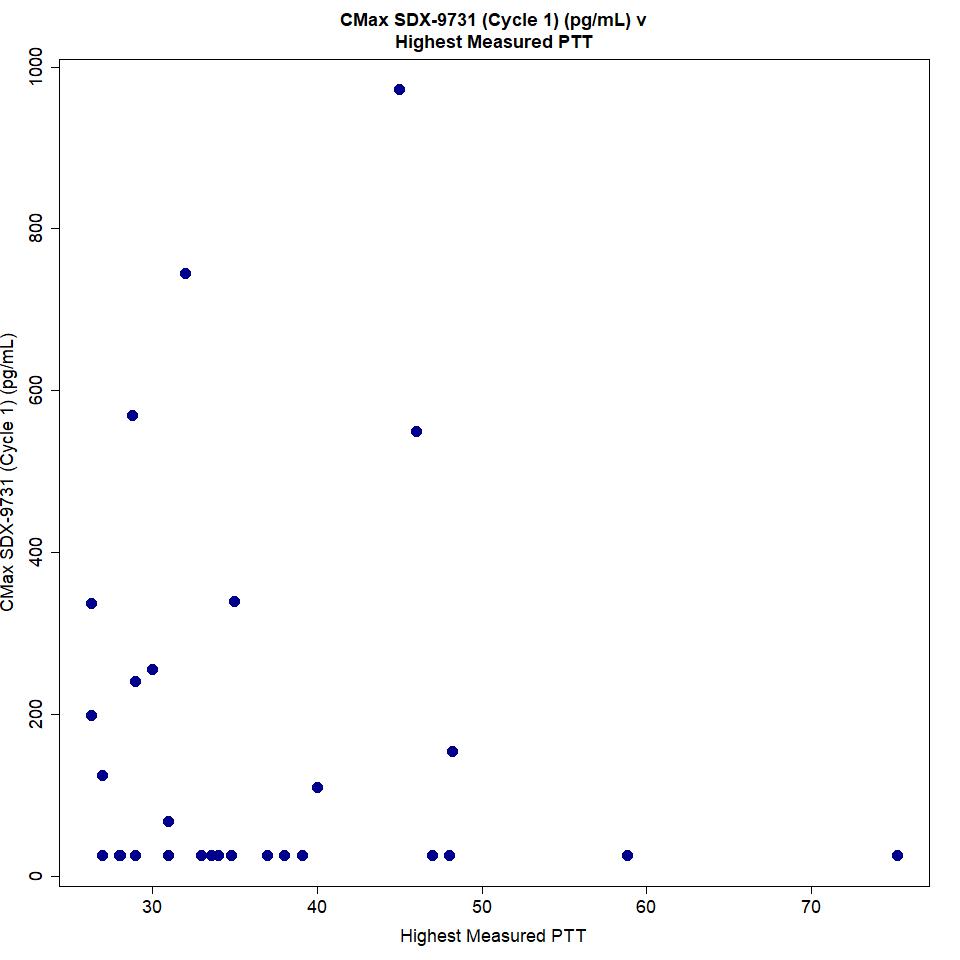 CMax SDX-9731 (Cycle 1) (pg/mL) v
Highest Measured PTT
1000
800
600
400
200
0
CMax SDX-9731 (Cycle 1) (pg/mL)
30 40 50 60 70
Highest Measured PTT